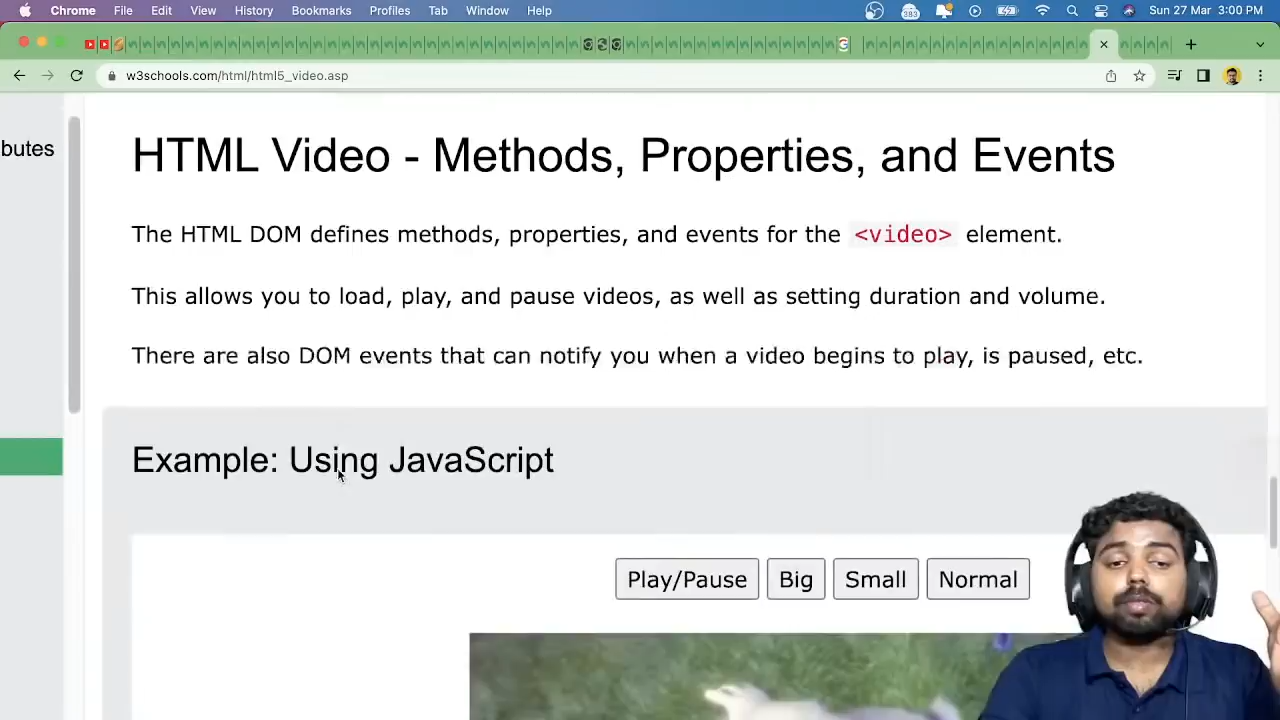 Chrome File Edit View History Bookmarks Profiles Tab Window Help 383 Sun 27 Mar 3:00 PM
w3schools.com/html/html5_video.asp
butes
HTML Video - Methods, Properties, and Events
The HTML DOM defines methods, properties, and events for the <video> element.
This allows you to load, play, and pause videos, as well as setting duration and volume.
There are also DOM events that can notify you when a video begins to play, is paused, etc.
Example: Using JavaScript
Play/Pause Big Small Normal